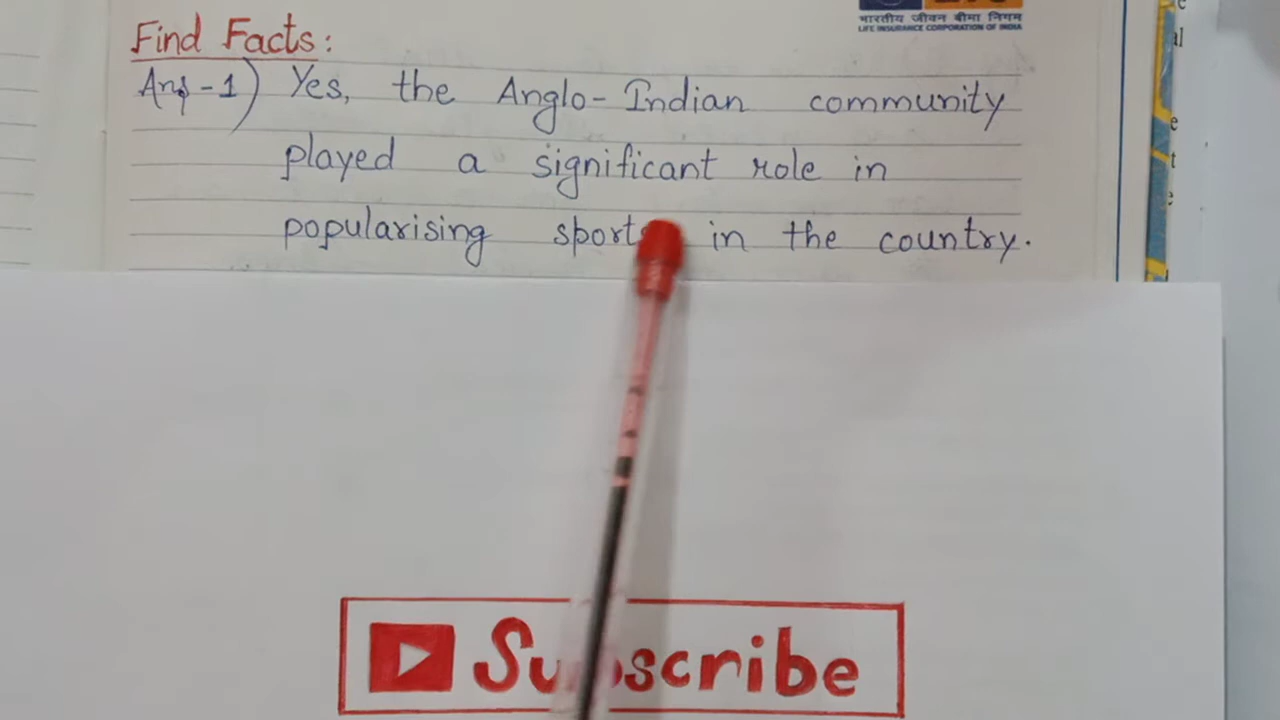 भारतीय जीवन बीमा निगम
LIFE INSURANCE CORPORATION OF INDIA
Find Facts:
Ans-1) Yes, the Anglo-Indian community
played a significant role in
popularising sports in the country.
Subscribe